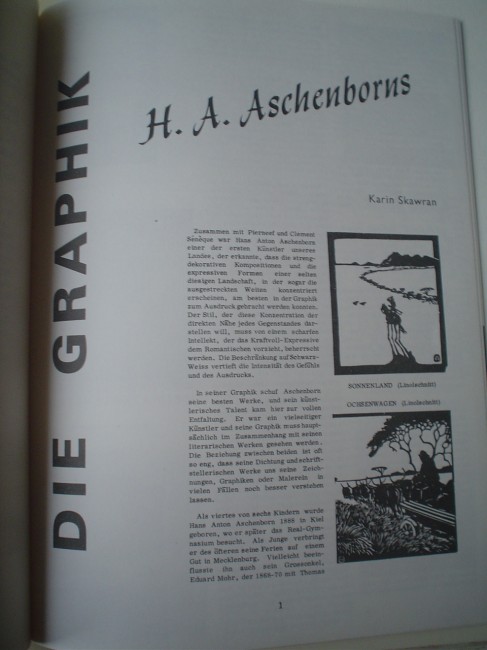 DIE GRAPHIK
H. A. Aschenborns
Karin Skawran
Zusammen mit Pierneef und Clement
Sénèque war Hans Anton Aschenborn
einer der ersten Künstler unseres
Landes, der erkannte, dass die streng-
dekorativen Kompositionen und die
expressiven Formen einer selten
diesigen Landschaft, in der sogar die
ausgestreckten Weiten konzentriert
erscheinen, am besten in der Graphik
zum Ausdruck gebracht werden konnten.
Der Stil, der diese Konzentration der
direkten Nähe jedes Gegenstandes dar-
stellen will, muss von einem scharfen
Intellekt, der das Kraftvoll-Expressive
dem Romantischen vorzieht, beherrscht
werden. Die Beschränkung auf Schwarz-
Weiss vertieft die Intensität des Gefühls
und des Ausdrucks.
In seiner Graphik schuf Aschenborn
seine besten Werke, und sein künst-
lerisches Talent kam hier zur vollen
Entfaltung. Er war ein vielseitiger
Künstler und seine Graphik muss haupt-
sächlich im Zusammenhang mit seinen
literarischen Werken gesehen werden.
Die Beziehung zwischen beiden ist oft
so eng, dass seine Dichtung und schrift-
stellerischen Werke uns seine Zeich-
nungen, Graphiken oder Malerein in
vielen Fällen noch besser verstehen
lassen.
Als viertes von sechs Kindern wurde
Hans Anton Aschenborn 1888 in Kiel
geboren, wo er später das Real-Gym-
nasium besucht. Als Junge verbringt
er des öfteren seine Ferien auf einem
Gut in Mecklenburg. Vielleicht beein-
flusste ihn auch sein Grossonkel,
Eduard Mohr, der 1869-70 mit Thomas
SONNENLAND (Linolschnitt)
OCHSENWAGEN (Linolschnitt)
1